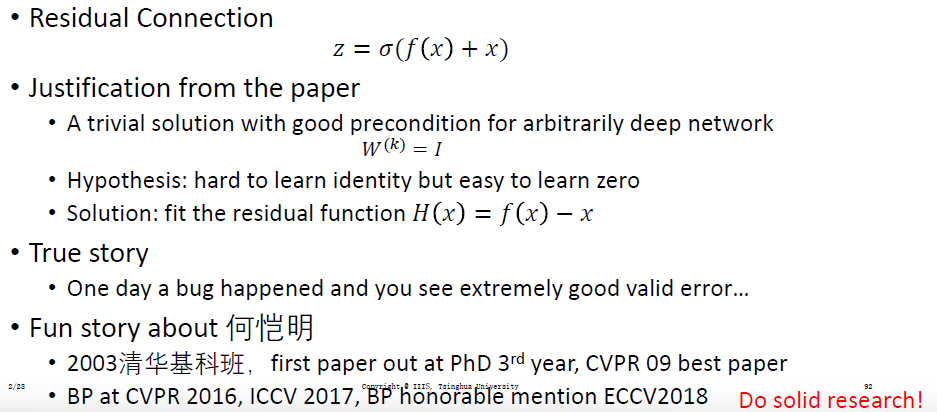 • Residual Connection
z = σ(f(x) + x)
• Justification from the paper
• A trivial solution with good precondition for arbitrarily deep network
W^(k) = I
• Hypothesis: hard to learn identity but easy to learn zero
• Solution: fit the residual function H(x) = f(x) − x
• True story
• One day a bug happened and you see extremely good valid error…
• Fun story about 何恺明
• 2003清华基科班，first paper out at PhD 3rd year, CVPR 09 best paper
2/23 Copyright © IIIS, Tsinghua University 92
• BP at CVPR 2016, ICCV 2017, BP honorable mention ECCV2018
Do solid research!